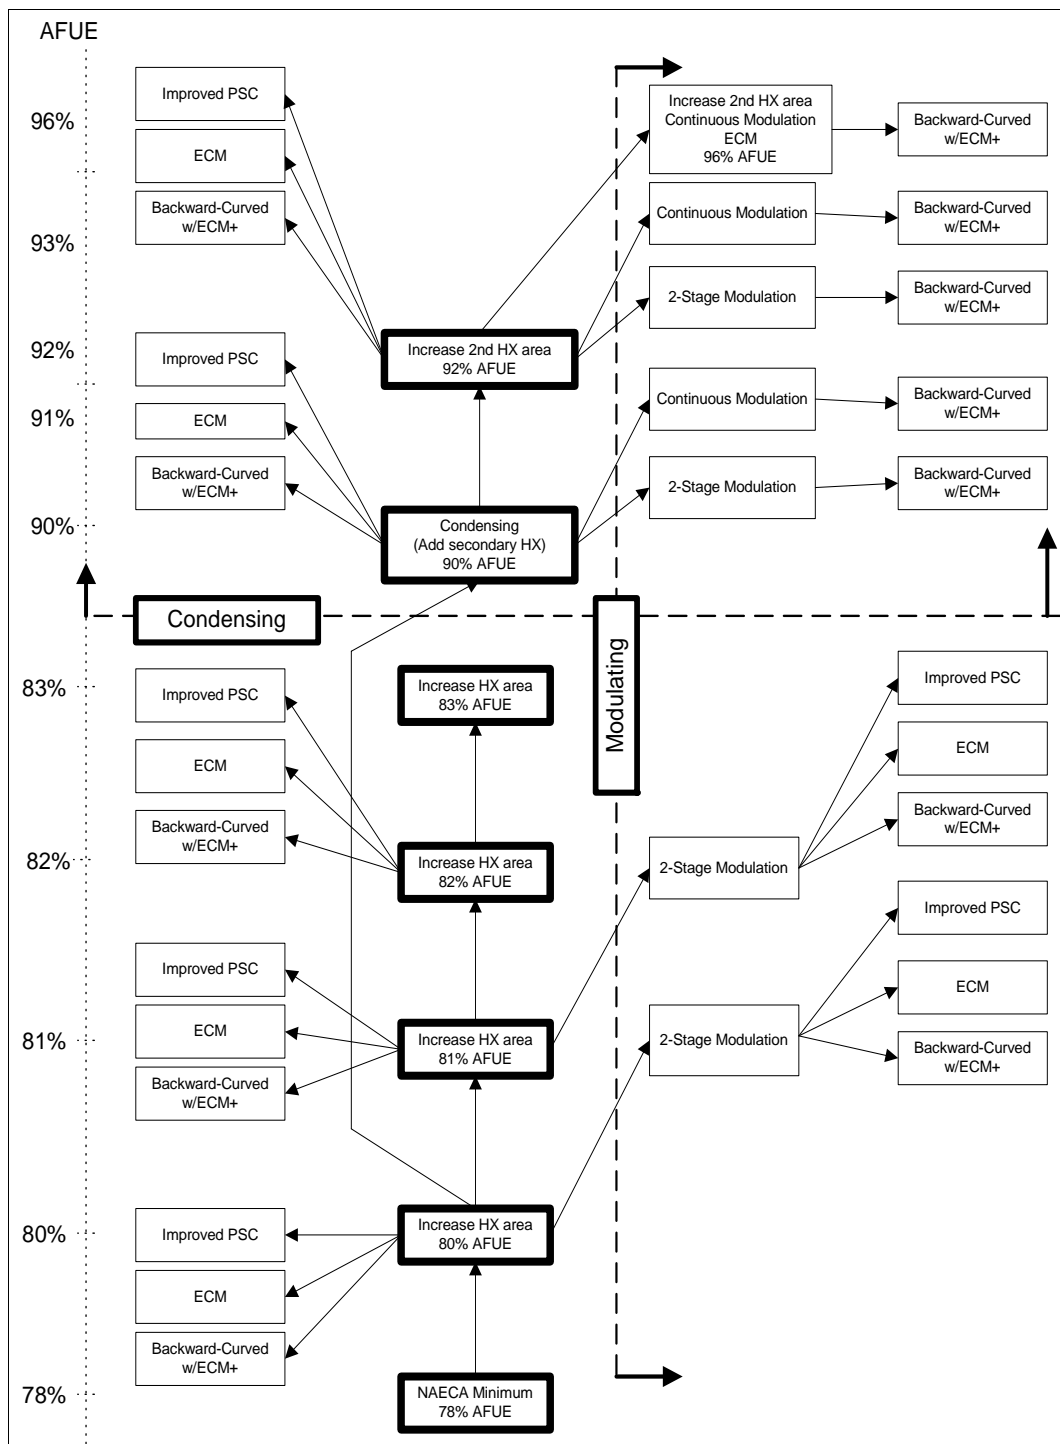 AFUE
96%
93%
92%
91%
90%
83%
82%
81%
80%
78%
Improved PSC
ECM
Backward-Curved
w/ECM+
Increase 2nd HX area
Continuous Modulation
ECM
96% AFUE
Backward-Curved
w/ECM+
Continuous Modulation
Backward-Curved
w/ECM+
2-Stage Modulation
Backward-Curved
w/ECM+
Increase 2nd HX area
92% AFUE
Improved PSC
ECM
Backward-Curved
w/ECM+
Continuous Modulation
Backward-Curved
w/ECM+
2-Stage Modulation
Backward-Curved
w/ECM+
Condensing
(Add secondary HX)
90% AFUE
Condensing
Modulating
Improved PSC
ECM
Backward-Curved
w/ECM+
Increase HX area
83% AFUE
Increase HX area
82% AFUE
2-Stage Modulation
Improved PSC
ECM
Backward-Curved
w/ECM+
Improved PSC
ECM
Backward-Curved
w/ECM+
Increase HX area
81% AFUE
2-Stage Modulation
Improved PSC
ECM
Backward-Curved
w/ECM+
Improved PSC
ECM
Backward-Curved
w/ECM+
Increase HX area
80% AFUE
NAECA Minimum
78% AFUE